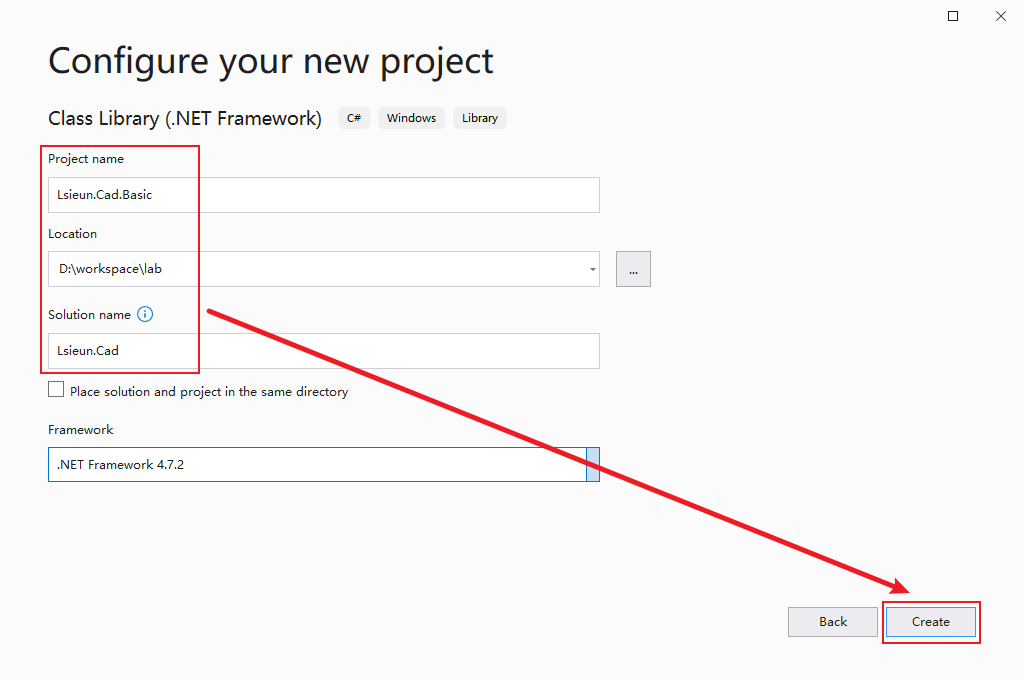 Configure your new project
Class Library (.NET Framework) C# Windows Library
Project name
Lsieun.Cad.Basic
Location
D:\workspace\lab
...
Solution name
Lsieun.Cad
Place solution and project in the same directory
Framework
.NET Framework 4.7.2
Back Create